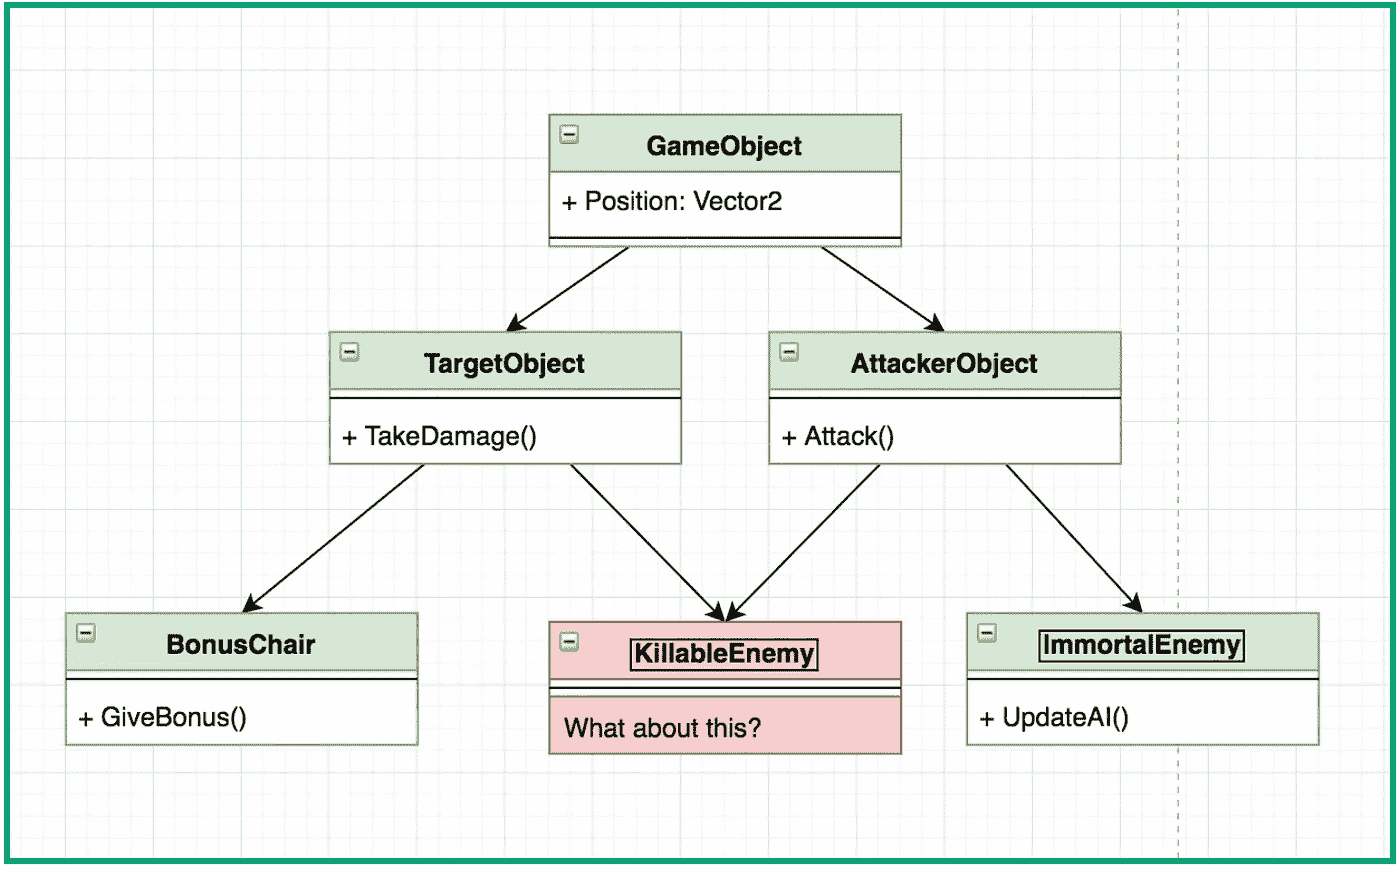 GameObject
+ Position: Vector2
TargetObject
AttackerObject
+ TakeDamage()
+ Attack()
BonusChair
KillableEnemy
ImmortalEnemy
+ GiveBonus()
What about this?
+ UpdateAI()